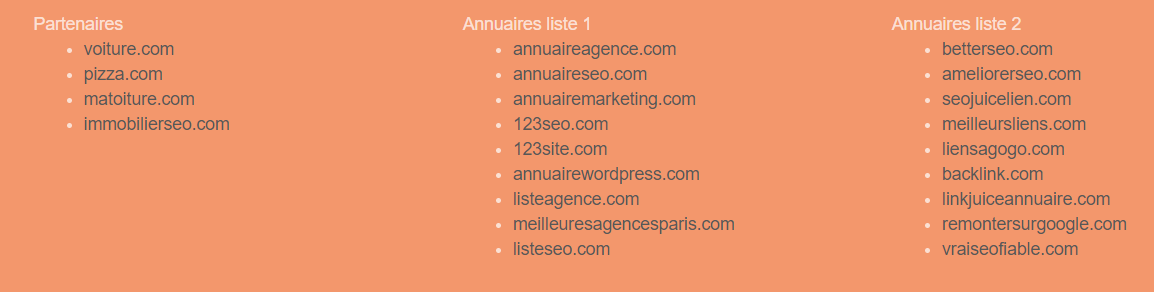 Partenaires
voiture.com
pizza.com
matoiture.com
immobilierseo.com
Annuaires liste 1
annuaireagence.com
annuaireseo.com
annuairemarketing.com
123seo.com
123site.com
annuairewordpress.com
listeagence.com
meilleuresagencesparis.com
listeseo.com
Annuaires liste 2
betterseo.com
ameliorerseo.com
seojuicelien.com
meilleursliens.com
liensagogo.com
backlink.com
linkjuiceannuaire.com
remontersurgoogle.com
vraiseofiable.com